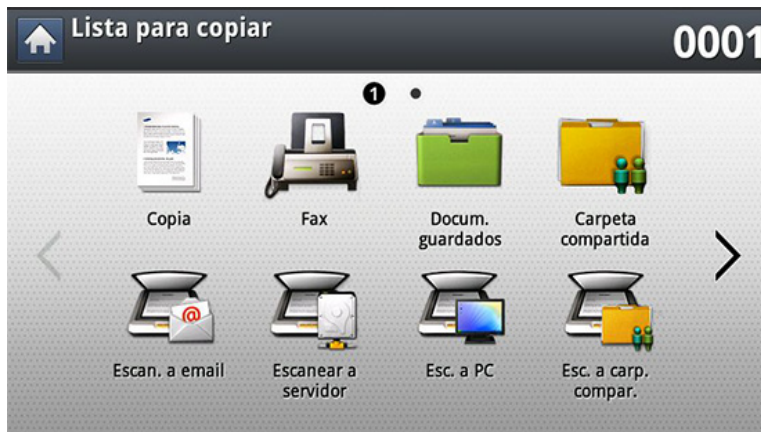 Lista para copiar
0001
1
Copia
Fax
Docum.
guardados
Carpeta
compartida
@
Escan. a email
Escanear a
servidor
Esc. a PC
Esc. a carp.
compar.